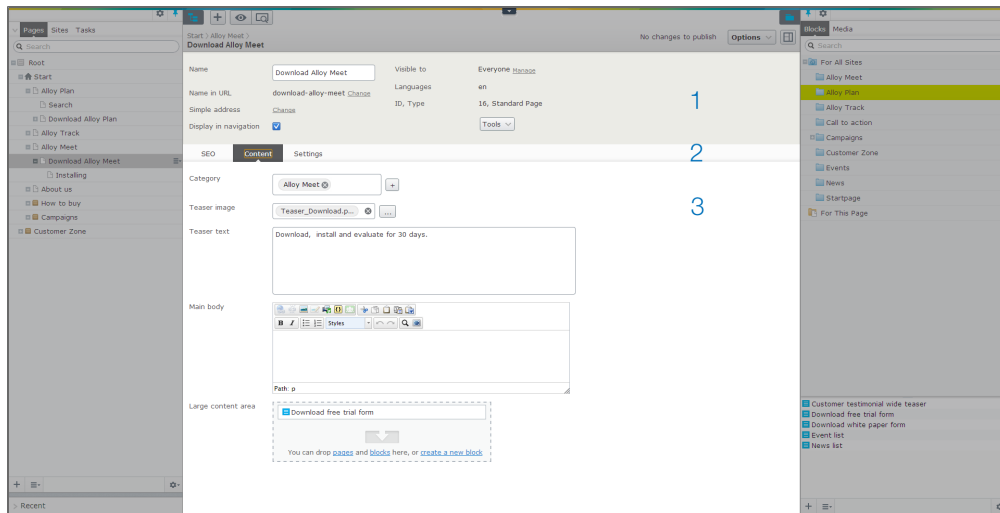 Pages Sites Tasks
Search
Root
Start
Alloy Plan
Search
Download Alloy Plan
Alloy Track
Alloy Meet
Download Alloy Meet
Installing
About us
How to buy
Campaigns
Customer Zone
Recent
Start > Alloy Meet >
Download Alloy Meet
No changes to publish
Options
Name
Download Alloy Meet
Visible to
Everyone Manage
Name in URL
download-alloy-meet Change
Languages
en
Simple address
Change
ID, Type
16, Standard Page
Display in navigation
Tools
1
SEO Content Settings
2
Category
Alloy Meet
Teaser image
Teaser_Download.p...
...
3
Teaser text
Download, install and evaluate for 30 days.
Main body
B I Styles
Path: p
Large content area
Download free trial form
You can drop pages and blocks here, or create a new block
Blocks Media
Search
For All Sites
Alloy Meet
Alloy Plan
Alloy Track
Call to action
Campaigns
Customer Zone
Events
News
Startpage
For This Page
Customer testimonial wide teaser
Download free trial form
Download white paper form
Event list
News list